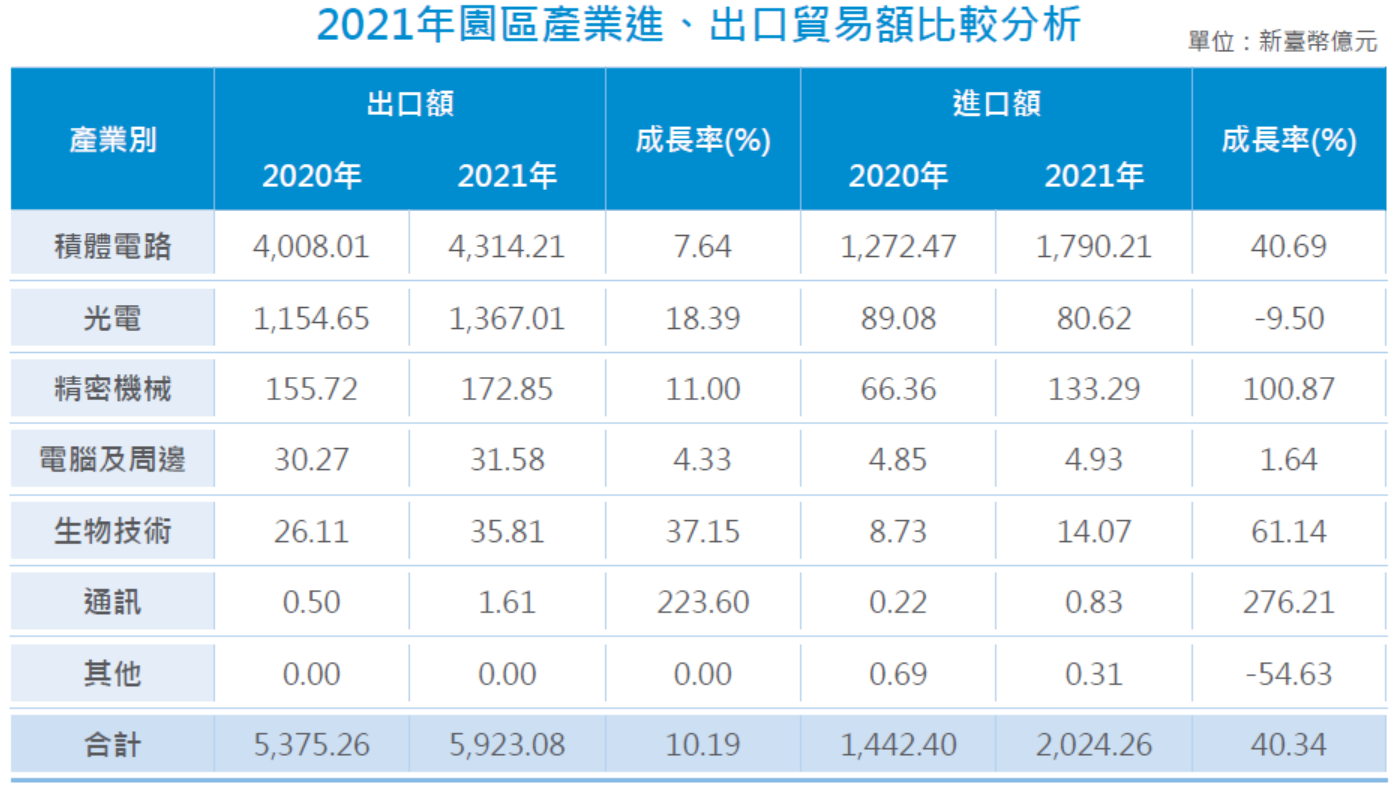 2021年園區產業進、出口貿易額比較分析
單位：新臺幣億元
產業別 出口額 成長率(%) 進口額 成長率(%)
2020年 2021年 2020年 2021年
積體電路 4,008.01 4,314.21 7.64 1,272.47 1,790.21 40.69
光電 1,154.65 1,367.01 18.39 89.08 80.62 -9.50
精密機械 155.72 172.85 11.00 66.36 133.29 100.87
電腦及周邊 30.27 31.58 4.33 4.85 4.93 1.64
生物技術 26.11 35.81 37.15 8.73 14.07 61.14
通訊 0.50 1.61 223.60 0.22 0.83 276.21
其他 0.00 0.00 0.00 0.69 0.31 -54.63
合計 5,375.26 5,923.08 10.19 1,442.40 2,024.26 40.34